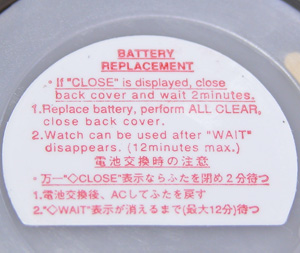 BATTERY
REPLACEMENT
• If "CLOSE" is displayed, close
back cover and wait 2minutes.
1.Replace battery, perform ALL CLEAR,
close back cover.
2.Watch can be used after "WAIT"
disappears. (12minutes max.)
電池交換時の注意
• 万一"◇CLOSE"表示ならふたを閉め2分待つ
1.電池交換後、ACしてふたを戻す
2."◇WAIT"表示が消えるまで(最大12分)待つ